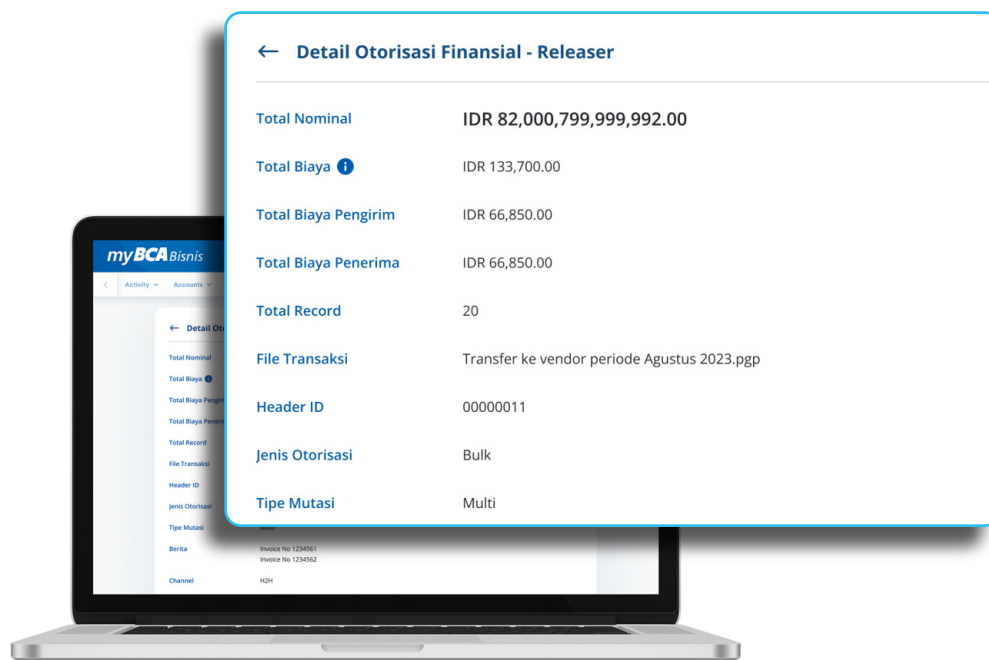 ← Detail Otorisasi Finansial - Releaser
Total Nominal IDR 82,000,799,999,992.00
Total Biaya IDR 133,700.00
Total Biaya Pengirim IDR 66,850.00
Total Biaya Penerima IDR 66,850.00
Total Record 20
File Transaksi Transfer ke vendor periode Agustus 2023.pgp
Header ID 00000011
Jenis Otorisasi Bulk
Tipe Mutasi Multi
myBCA Bisnis
Activity Accounts
← Detail
Total Nominal
Total Biaya
Total Biaya
Total Biaya
Total Record
File Transaksi
Header ID
Jenis Otorisasi
Tipe Mutasi
Berita Invoice No 1234561
Invoice No 1234562
Channel H2H